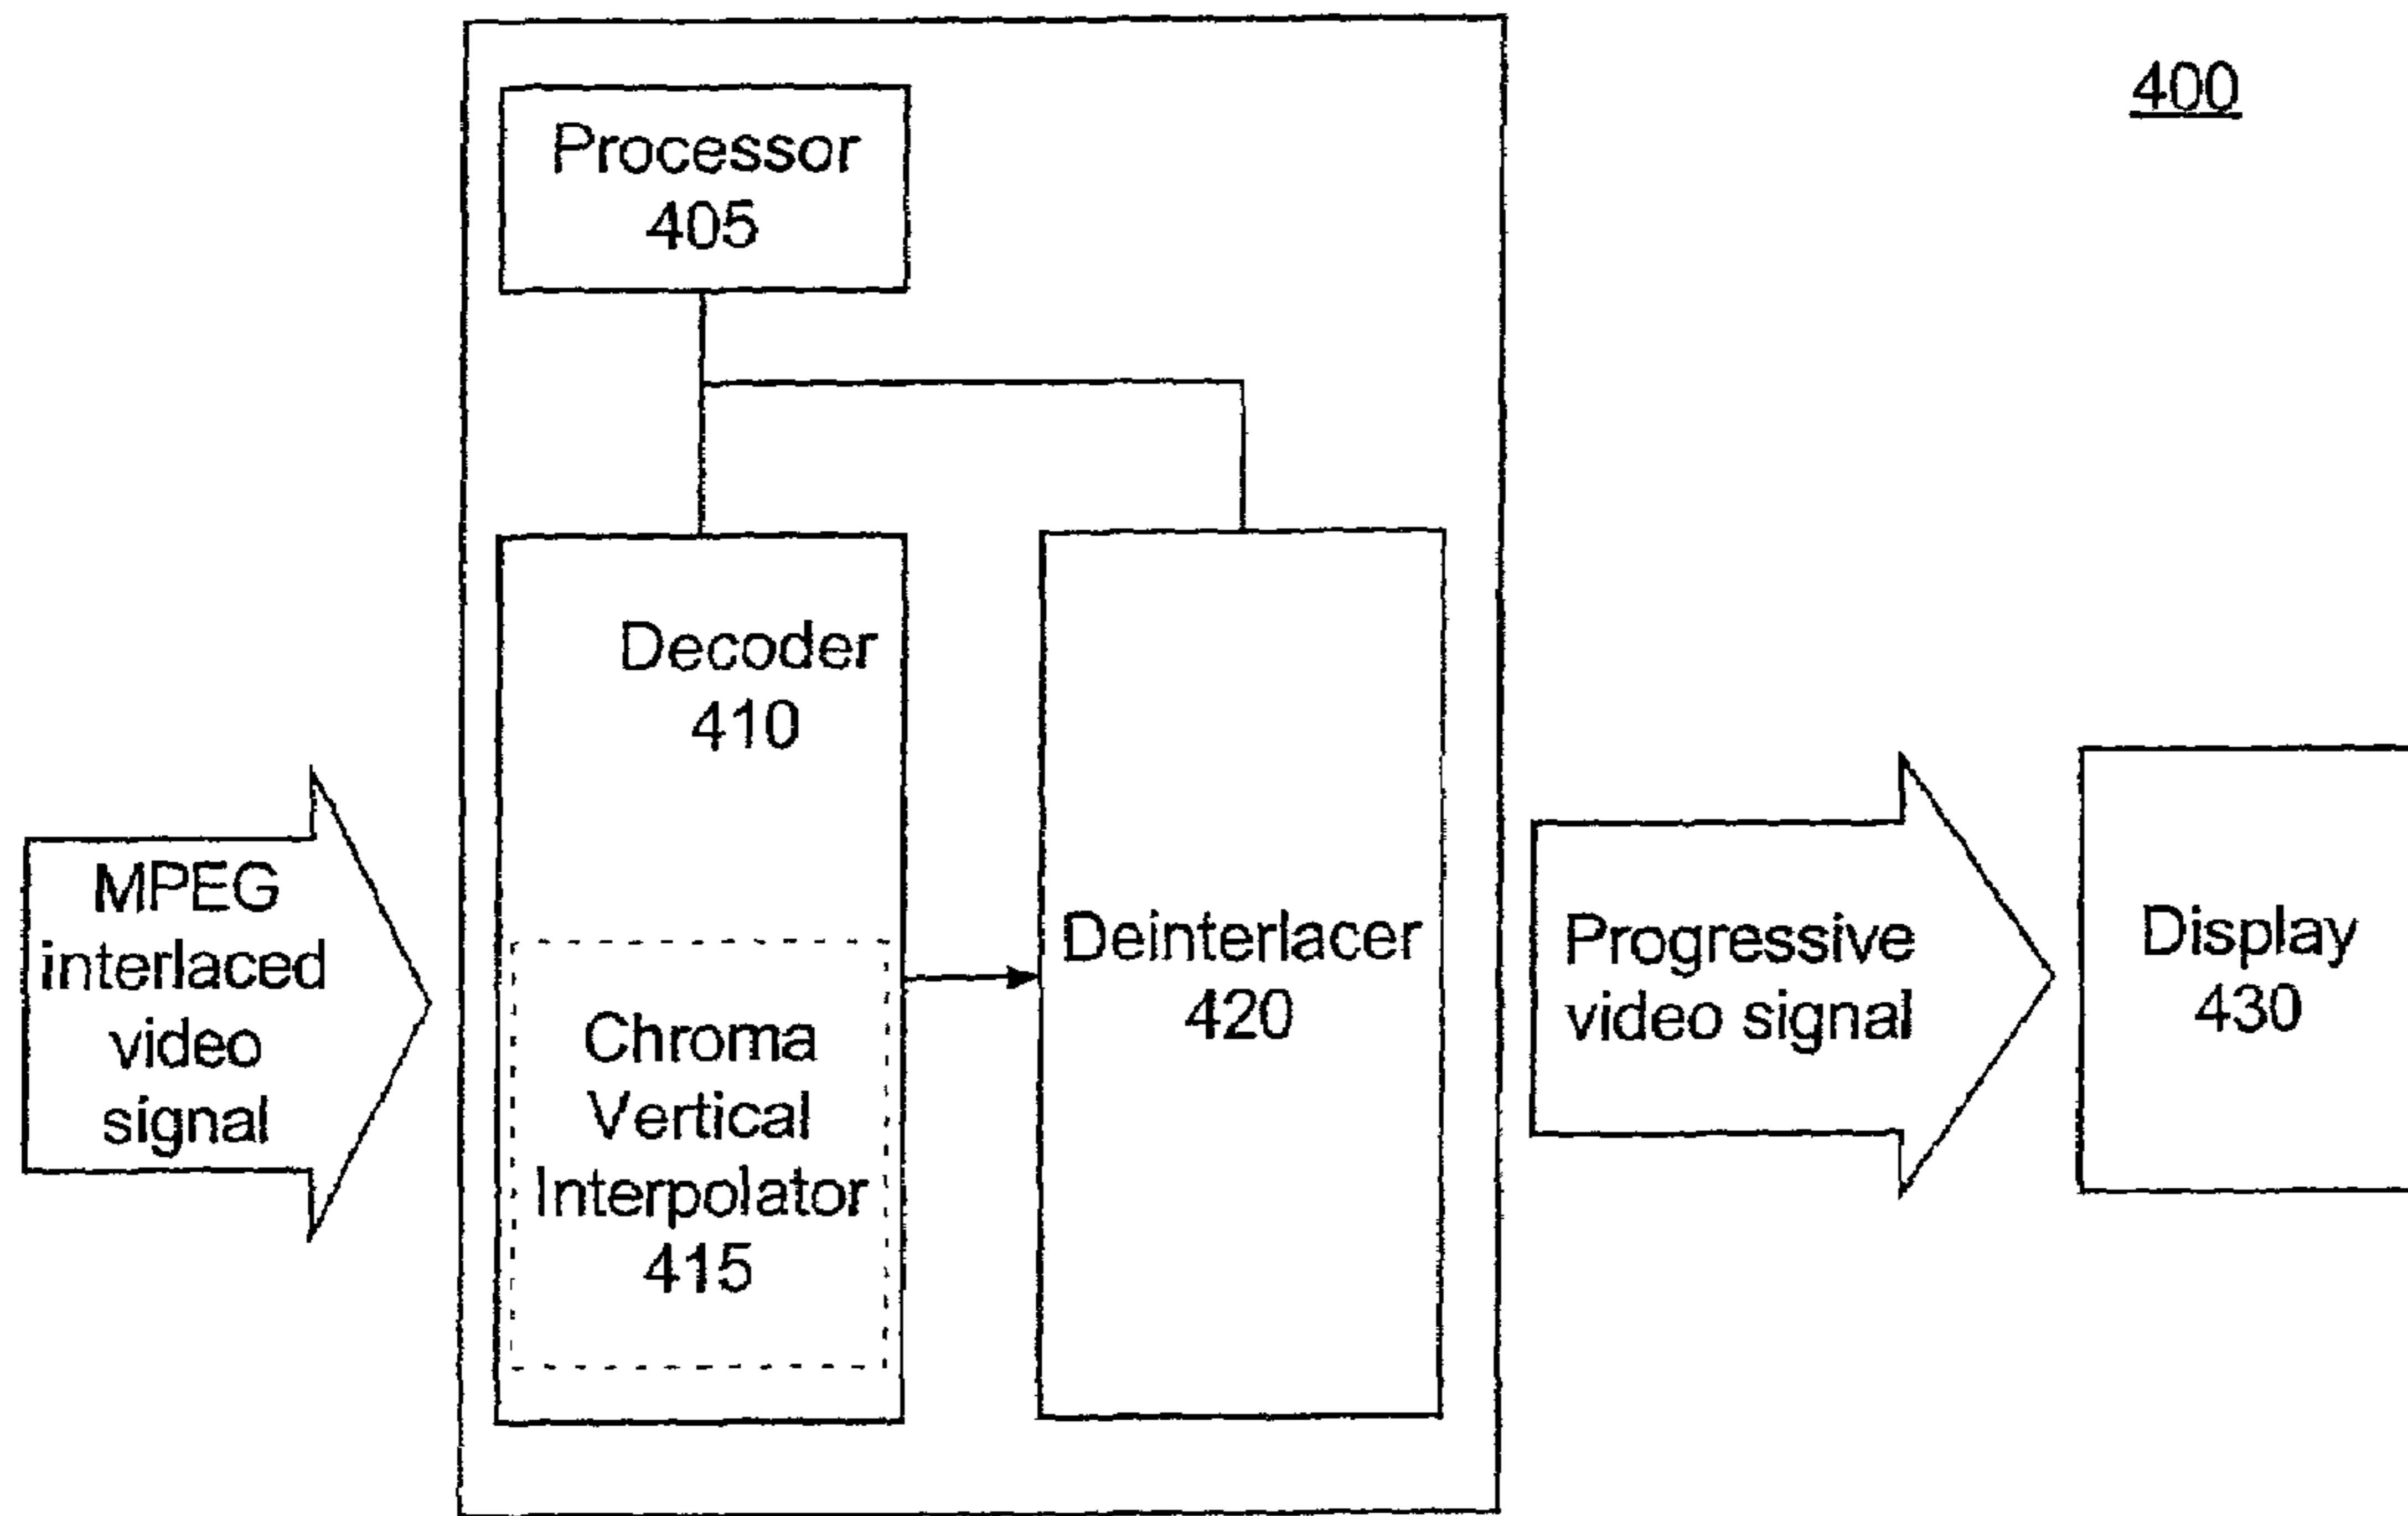 400
Processor
405
Decoder
410
MPEG
interlaced
video
signal
Chroma
Vertical
Interpolator
415
Deinterlacer
420
Progressive
video signal
Display
430